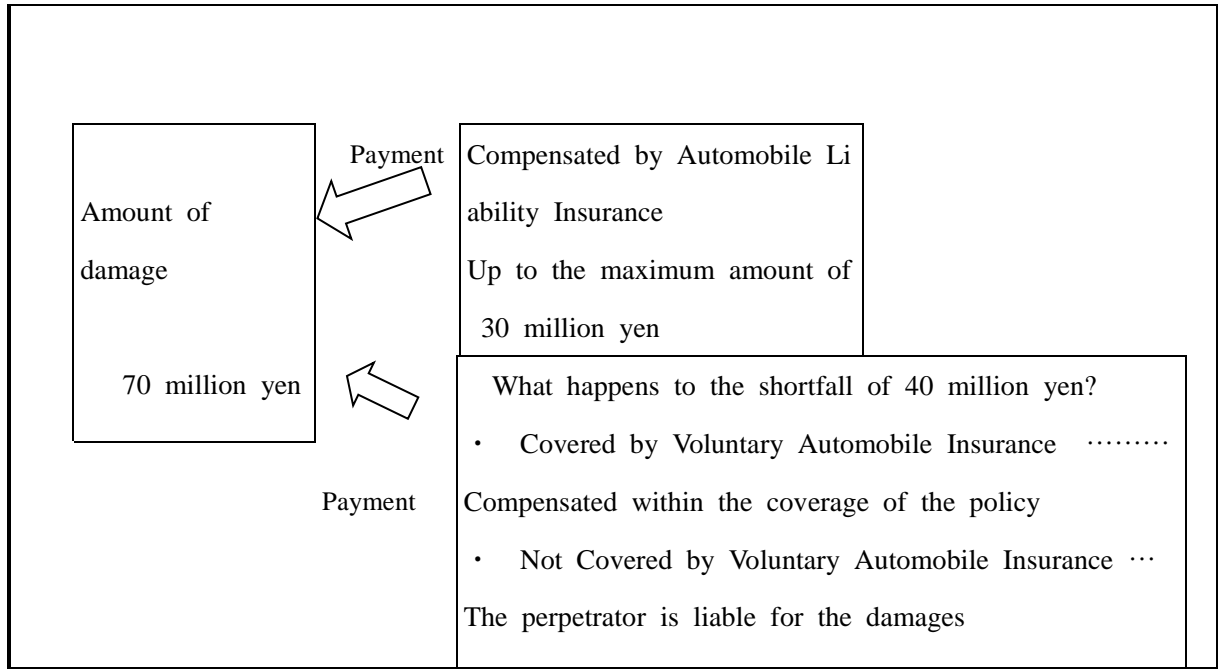 Payment
Compensated by Automobile Li
ability Insurance
Up to the maximum amount of
30 million yen
Amount of
damage
70 million yen
What happens to the shortfall of 40 million yen?
・ Covered by Voluntary Automobile Insurance ………
Payment
Compensated within the coverage of the policy
・ Not Covered by Voluntary Automobile Insurance …
The perpetrator is liable for the damages